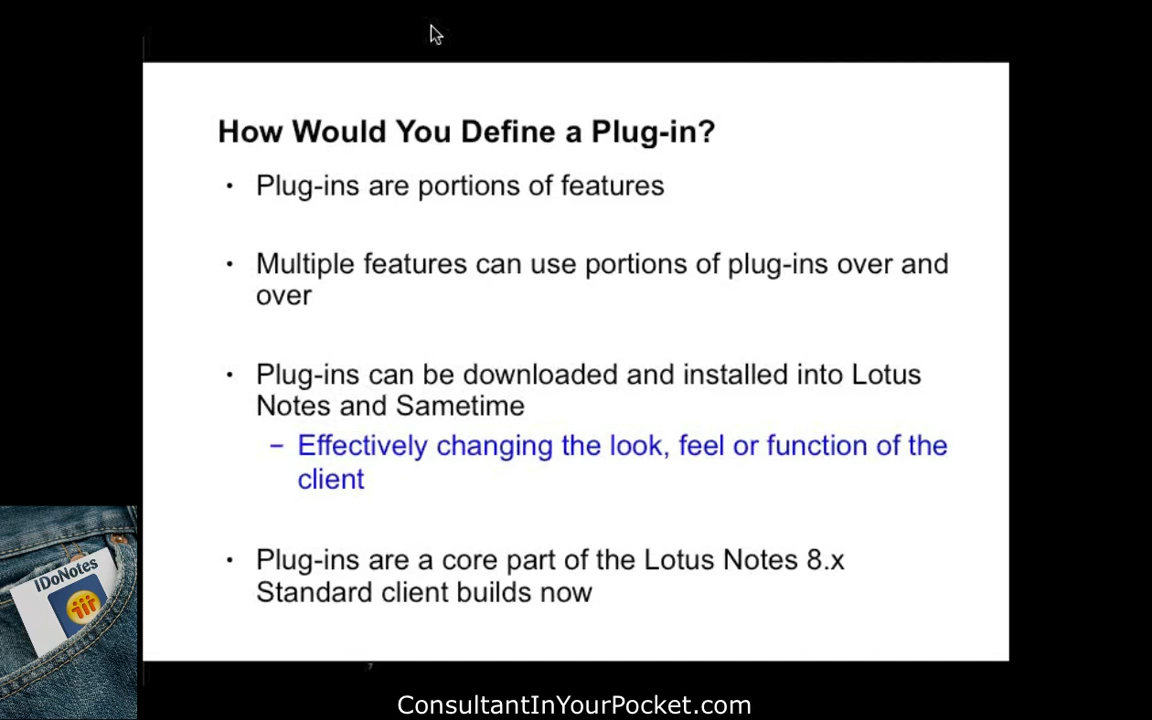 How Would You Define a Plug-in?
• Plug-ins are portions of features
• Multiple features can use portions of plug-ins over and
over
• Plug-ins can be downloaded and installed into Lotus
Notes and Sametime
– Effectively changing the look, feel or function of the
client
• Plug-ins are a core part of the Lotus Notes 8.x
Standard client builds now
IDoNotes
ConsultantInYourPocket.com